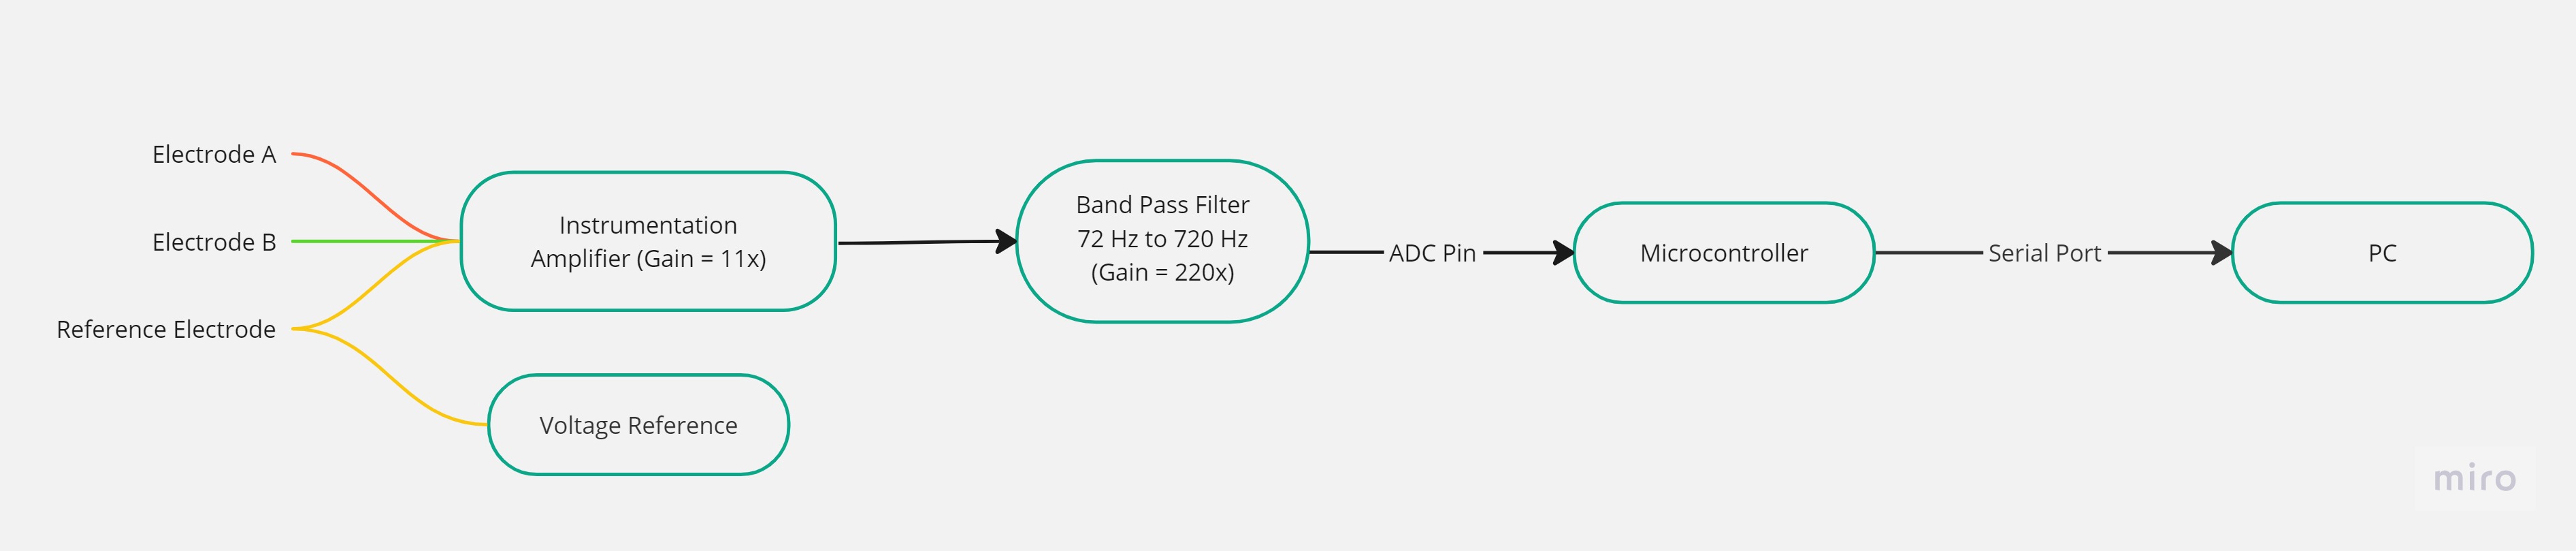 Electrode A
Electrode B
Reference Electrode
Instrumentation
Amplifier (Gain = 11x)
Voltage Reference
Band Pass Filter
72 Hz to 720 Hz
(Gain = 220x)
ADC Pin
Microcontroller
Serial Port
PC
miro